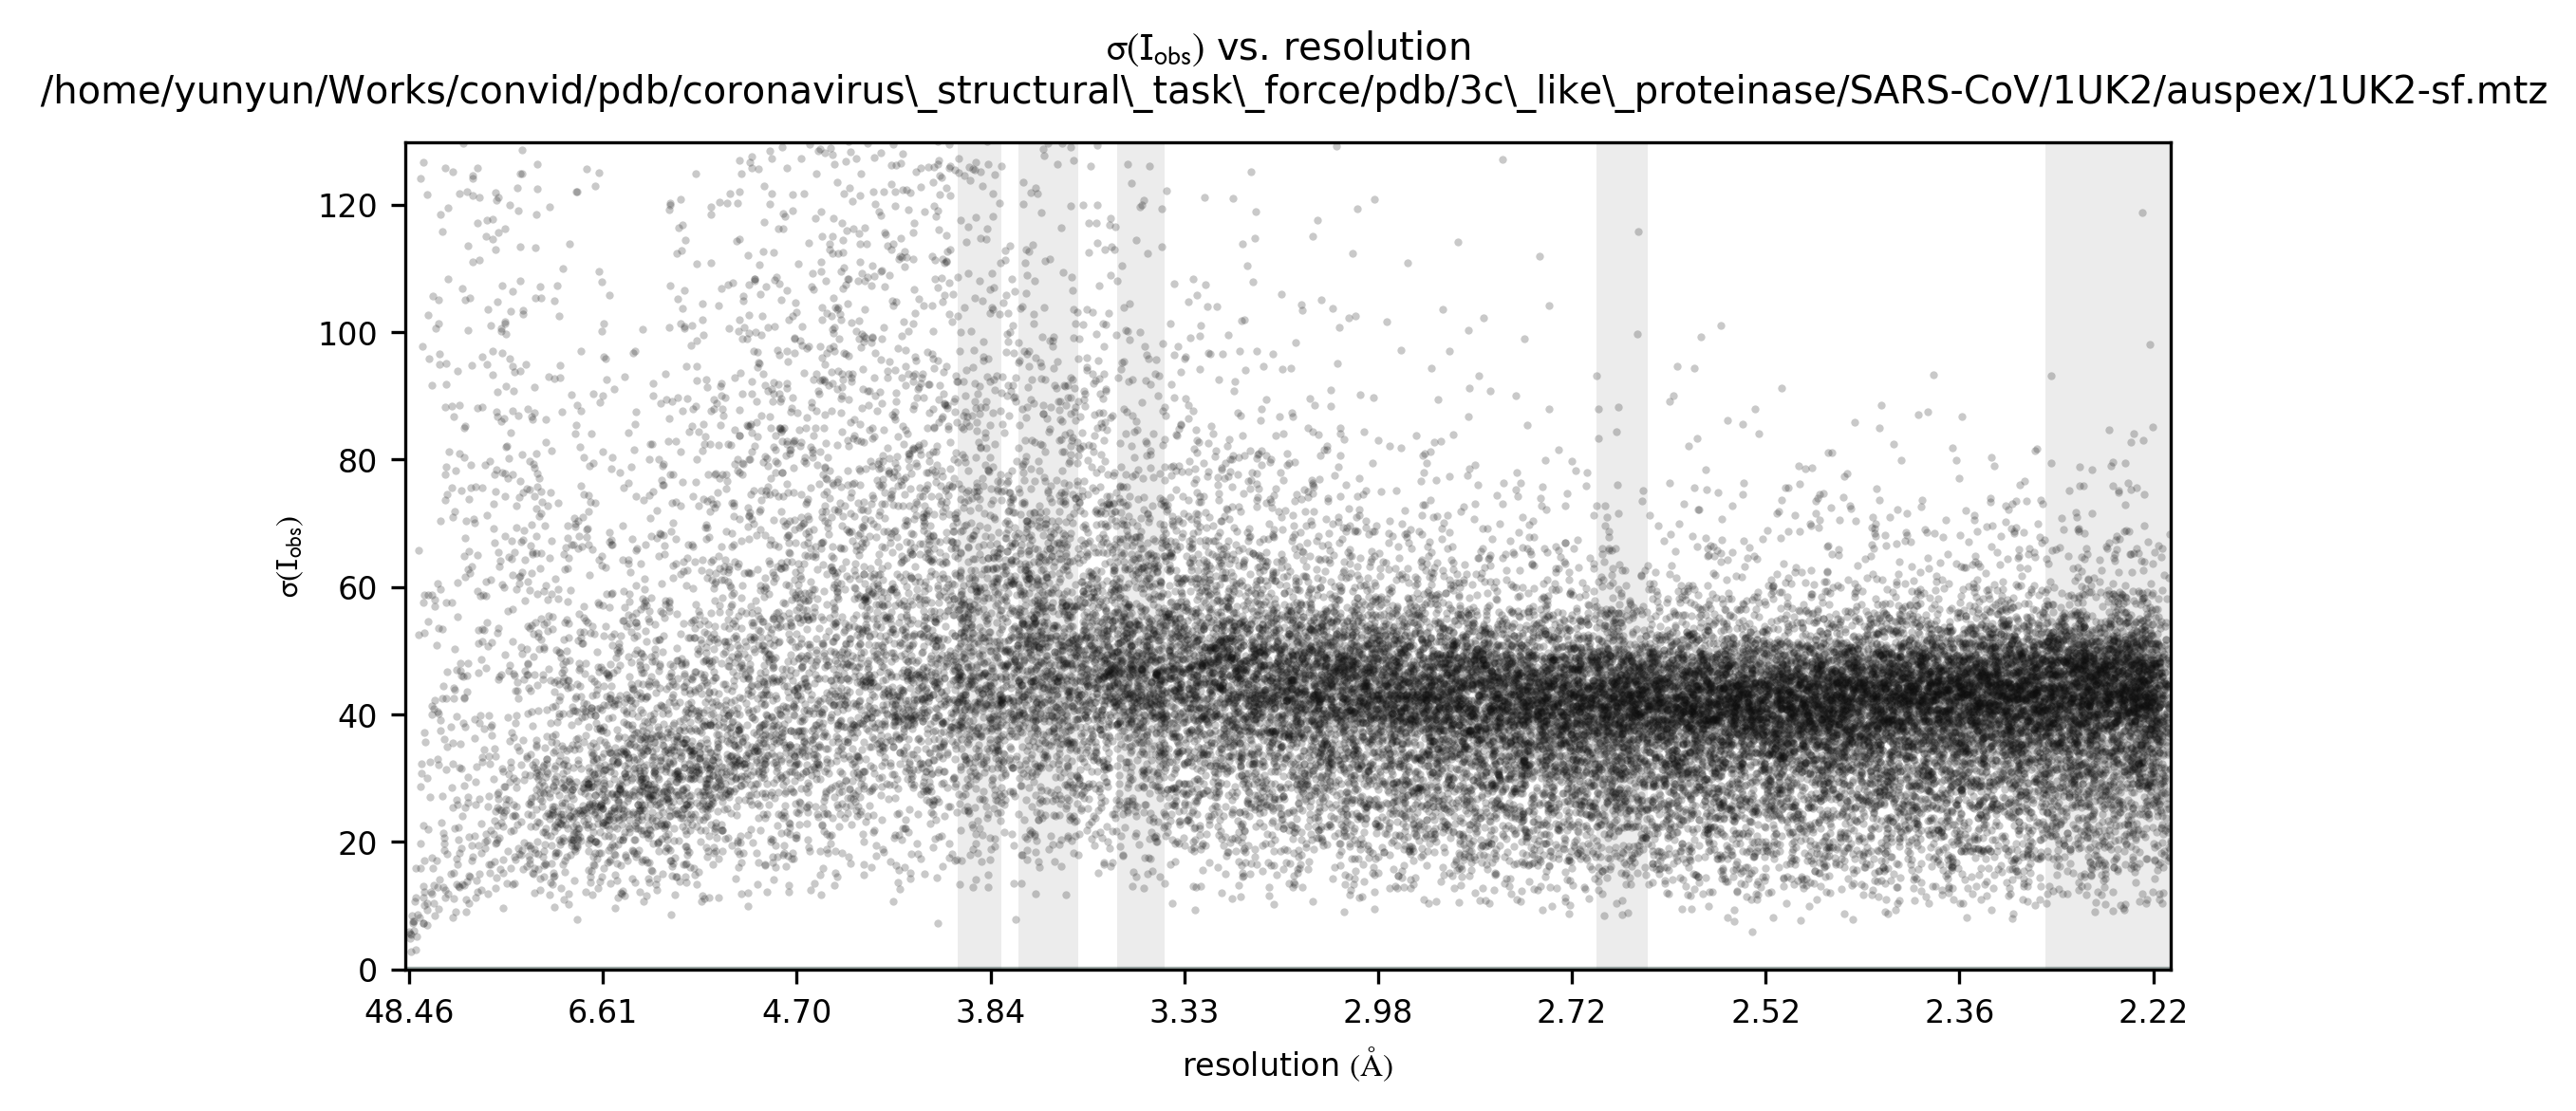 σ(I_obs) vs. resolution
/home/yunyun/Works/convid/pdb/coronavirus\_structural\_task\_force/pdb/3c\_like\_proteinase/SARS-CoV/1UK2/auspex/1UK2-sf.mtz
σ(I_obs)
120
100
80
60
40
20
0
48.46 6.61 4.70 3.84 3.33 2.98 2.72 2.52 2.36 2.22
resolution (Å)